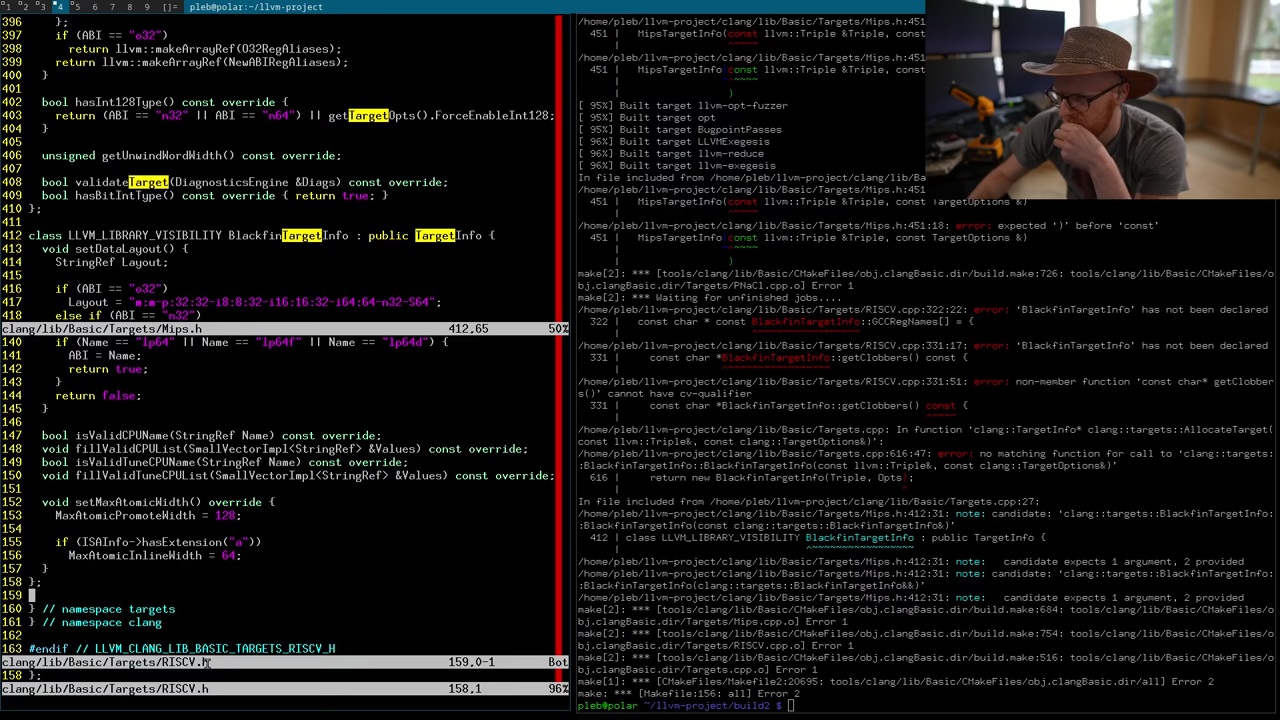 1 2 3 4 5 6 7 8 9 []= pleb@polar:~/llvm-project
396 };
397 if (ABI == "o32")
398 return llvm::makeArrayRef(O32RegAliases);
399 return llvm::makeArrayRef(NewABIRegAliases);
400 }
401
402 bool hasInt128Type() const override {
403 return (ABI == "n32" || ABI == "n64") || getTargetOpts().ForceEnableInt128;
404 }
405
406 unsigned getUnwindWordWidth() const override;
407
408 bool validateTarget(DiagnosticsEngine &Diags) const override;
409 bool hasBitIntType() const override { return true; }
410 };
411
412 class LLVM_LIBRARY_VISIBILITY BlackfinTargetInfo : public TargetInfo {
413 void setDataLayout() {
414 StringRef Layout;
415
416 if (ABI == "o32")
417 Layout = "m:m-p:32:32-i8:8:32-i16:16:32-i64:64-n32-S64";
418 else if (ABI == "n32")
clang/lib/Basic/Targets/Mips.h 412,65 50%
140 if (Name == "lp64" || Name == "lp64f" || Name == "lp64d") {
141 ABI = Name;
142 return true;
143 }
144 return false;
145 }
146
147 bool isValidCPUName(StringRef Name) const override;
148 void fillValidCPUList(SmallVectorImpl<StringRef> &Values) const override;
149 bool isValidTuneCPUName(StringRef Name) const override;
150 void fillValidTuneCPUList(SmallVectorImpl<StringRef> &Values) const override;
151
152 void setMaxAtomicWidth() override {
153 MaxAtomicPromoteWidth = 128;
154
155 if (ISAInfo->hasExtension("a"))
156 MaxAtomicInlineWidth = 64;
157 }
158 };
159
160 } // namespace targets
161 } // namespace clang
162
163 #endif // LLVM_CLANG_LIB_BASIC_TARGETS_RISCV_H
clang/lib/Basic/Targets/RISCV.h 159,0-1 Bot
158 };
clang/lib/Basic/Targets/RISCV.h 158,1 96%
/home/pleb/llvm-project/clang/lib/Basic/Targets/Mips.h:451
451 | MipsTargetInfo(const llvm::Triple &Triple, const
^~~~~
/home/pleb/llvm-project/clang/lib/Basic/Targets/Mips.h:451
451 | MipsTargetInfo(const llvm::Triple &Triple, const
^~~~~
)
[ 95%] Built target llvm-opt-fuzzer
[ 95%] Built target opt
[ 95%] Built target BugpointPasses
[ 96%] Built target LLVMExegesis
[ 96%] Built target llvm-reduce
[ 96%] Built target llvm-exegesis
In file included from /home/pleb/llvm-project/clang/lib/Ba
/home/pleb/llvm-project/clang/lib/Basic/Targets/Mips.h:451
451 | MipsTargetInfo(const llvm::Triple &Triple, const TargetOptions &)
^~~~~
/home/pleb/llvm-project/clang/lib/Basic/Targets/Mips.h:451:18: error: expected ')' before 'const'
451 | MipsTargetInfo(const llvm::Triple &Triple, const TargetOptions &)
^~~~~
)
make[2]: *** [tools/clang/lib/Basic/CMakeFiles/obj.clangBasic.dir/build.make:726: tools/clang/lib/Basic/CMakeFiles/o
bj.clangBasic.dir/Targets/PNaCl.cpp.o] Error 1
make[2]: *** Waiting for unfinished jobs....
/home/pleb/llvm-project/clang/lib/Basic/Targets/RISCV.cpp:322:22: error: 'BlackfinTargetInfo' has not been declared
322 | const char * const BlackfinTargetInfo::GCCRegNames[] = {
^~~~~~~~~~~~~~~~~~
/home/pleb/llvm-project/clang/lib/Basic/Targets/RISCV.cpp:331:17: error: 'BlackfinTargetInfo' has not been declared
331 | const char *BlackfinTargetInfo::getClobbers() const {
^~~~~~~~~~~~~~~~~~
/home/pleb/llvm-project/clang/lib/Basic/Targets/RISCV.cpp:331:51: error: non-member function 'const char* getClobber
s()' cannot have cv-qualifier
331 | const char *BlackfinTargetInfo::getClobbers() const {
^~~~~
/home/pleb/llvm-project/clang/lib/Basic/Targets.cpp: In function 'clang::TargetInfo* clang::targets::AllocateTarget(
const llvm::Triple&, const clang::TargetOptions&)':
/home/pleb/llvm-project/clang/lib/Basic/Targets.cpp:616:47: error: no matching function for call to 'clang::targets:
:BlackfinTargetInfo::BlackfinTargetInfo(const llvm::Triple&, const clang::TargetOptions&)'
616 | return new BlackfinTargetInfo(Triple, Opts);
^
In file included from /home/pleb/llvm-project/clang/lib/Basic/Targets.cpp:27:
/home/pleb/llvm-project/clang/lib/Basic/Targets/Mips.h:412:31: note: candidate: 'clang::targets::BlackfinTargetInfo:
:BlackfinTargetInfo(const clang::targets::BlackfinTargetInfo&)'
412 | class LLVM_LIBRARY_VISIBILITY BlackfinTargetInfo : public TargetInfo {
^~~~~~~~~~~~~~~~~~
/home/pleb/llvm-project/clang/lib/Basic/Targets/Mips.h:412:31: note: candidate expects 1 argument, 2 provided
/home/pleb/llvm-project/clang/lib/Basic/Targets/Mips.h:412:31: note: candidate: 'clang::targets::BlackfinTargetInfo:
:BlackfinTargetInfo(clang::targets::BlackfinTargetInfo&&)'
/home/pleb/llvm-project/clang/lib/Basic/Targets/Mips.h:412:31: note: candidate expects 1 argument, 2 provided
make[2]: *** [tools/clang/lib/Basic/CMakeFiles/obj.clangBasic.dir/build.make:684: tools/clang/lib/Basic/CMakeFiles/o
bj.clangBasic.dir/Targets/Mips.cpp.o] Error 1
make[2]: *** [tools/clang/lib/Basic/CMakeFiles/obj.clangBasic.dir/build.make:754: tools/clang/lib/Basic/CMakeFiles/o
bj.clangBasic.dir/Targets/RISCV.cpp.o] Error 1
make[2]: *** [tools/clang/lib/Basic/CMakeFiles/obj.clangBasic.dir/build.make:516: tools/clang/lib/Basic/CMakeFiles/o
bj.clangBasic.dir/Targets.cpp.o] Error 1
make[1]: *** [CMakeFiles/Makefile2:20695: tools/clang/lib/Basic/CMakeFiles/obj.clangBasic.dir/all] Error 2
make: *** [Makefile:156: all] Error 2
pleb@polar ~/llvm-project/build2 $